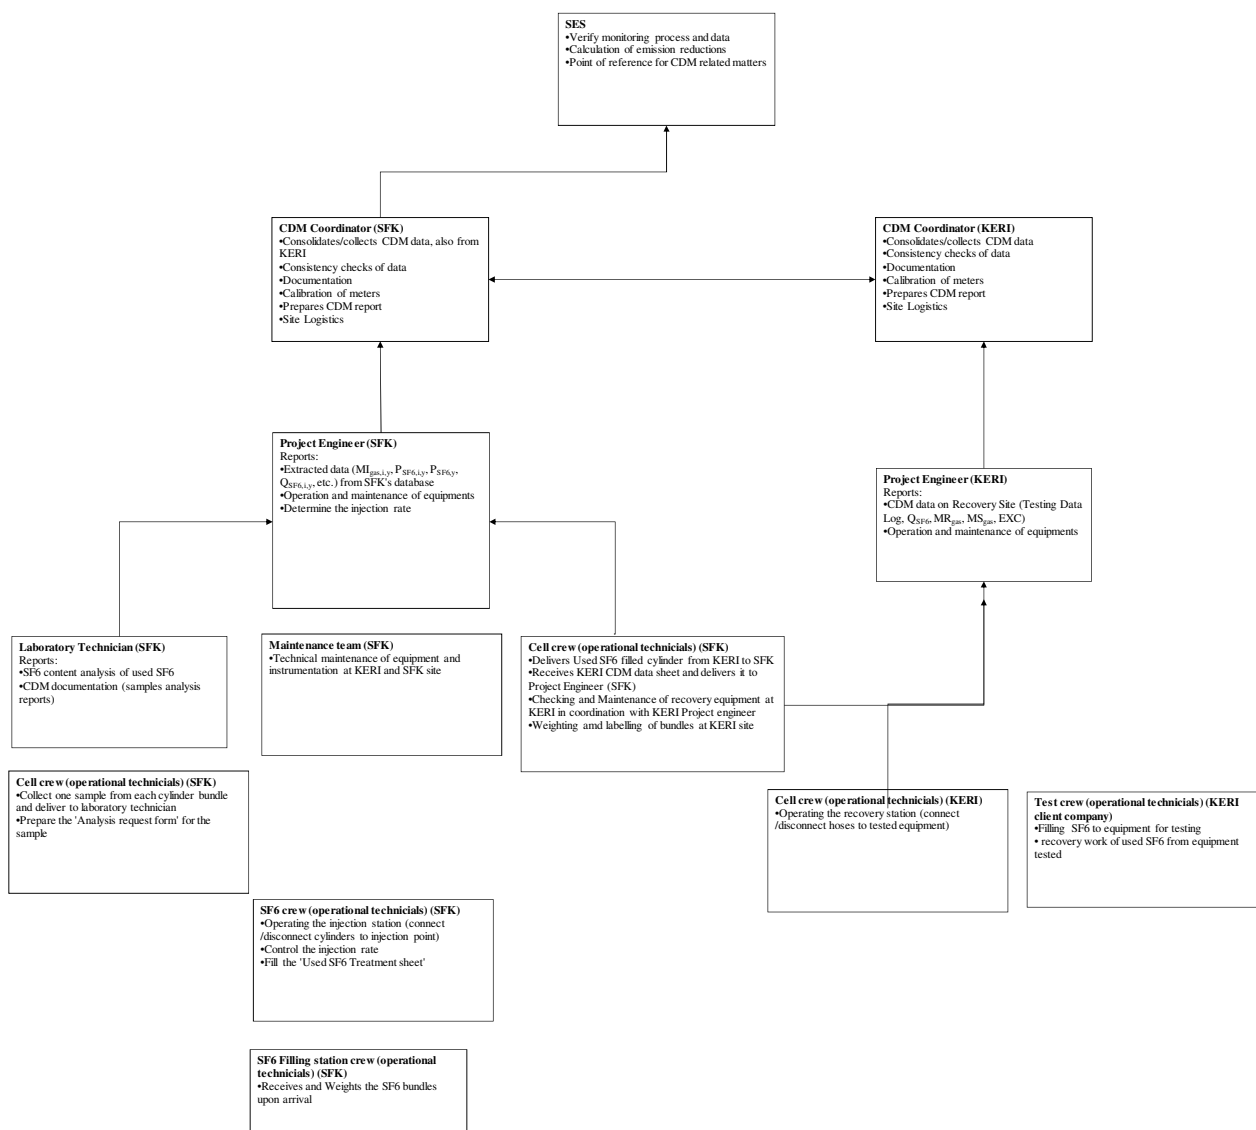 SES
•Verify monitoring process and data
•Calculation of emission reductions
•Point of reference for CDM related matters
CDM Coordinator (SFK)
•Consolidates/collects CDM data, also from
KERI
•Consistency checks of data
•Documentation
•Calibration of meters
•Prepares CDM report
•Site Logistics
CDM Coordinator (KERI)
•Consolidates/collects CDM data
•Consistency checks of data
•Documentation
•Calibration of meters
•Prepares CDM report
•Site Logistics
Project Engineer (SFK)
Reports:
•Extracted data (MIgas,i,y, PSF6,i,y, PSF6,y,
QSF6,i,y, etc.) from SFK's database
•Operation and maintenance of equipments
•Determine the injection rate
Project Engineer (KERI)
Reports:
•CDM data on Recovery Site (Testing Data
Log, QSF6, MRgas, MSgas, EXC)
•Operation and maintenance of equipments
Laboratory Technician (SFK)
Reports:
•SF6 content analysis of used SF6
•CDM documentation (samples analysis
reports)
Maintenance team (SFK)
•Technical maintenance of equipment and
instrumentation at KERI and SFK site
Cell crew (operational technicials) (SFK)
•Delivers Used SF6 filled cylinder from KERI to SFK
•Receives KERI CDM data sheet and delivers it to
Project Engineer (SFK)
•Checking and Maintenance of recovery equipment at
KERI in coordination with KERI Project engineer
•Weighting amd labelling of bundles at KERI site
Cell crew (operational technicials) (SFK)
•Collect one sample from each cylinder bundle
and deliver to laboratory technician
•Prepare the 'Analysis request form' for the
sample
Cell crew (operational technicials) (KERI)
•Operating the recovery station (connect
/disconnect hoses to tested equipment)
Test crew (operational technicials) (KERI
client company)
•Filling SF6 to equipment for testing
• recovery work of used SF6 from equipment
tested
SF6 crew (operational technicials) (SFK)
•Operating the injection station (connect
/disconnect cylinders to injection point)
•Control the injection rate
•Fill the 'Used SF6 Treatment sheet'
SF6 Filling station crew (operational
technicials) (SFK)
•Receives and Weights the SF6 bundles
upon arrival